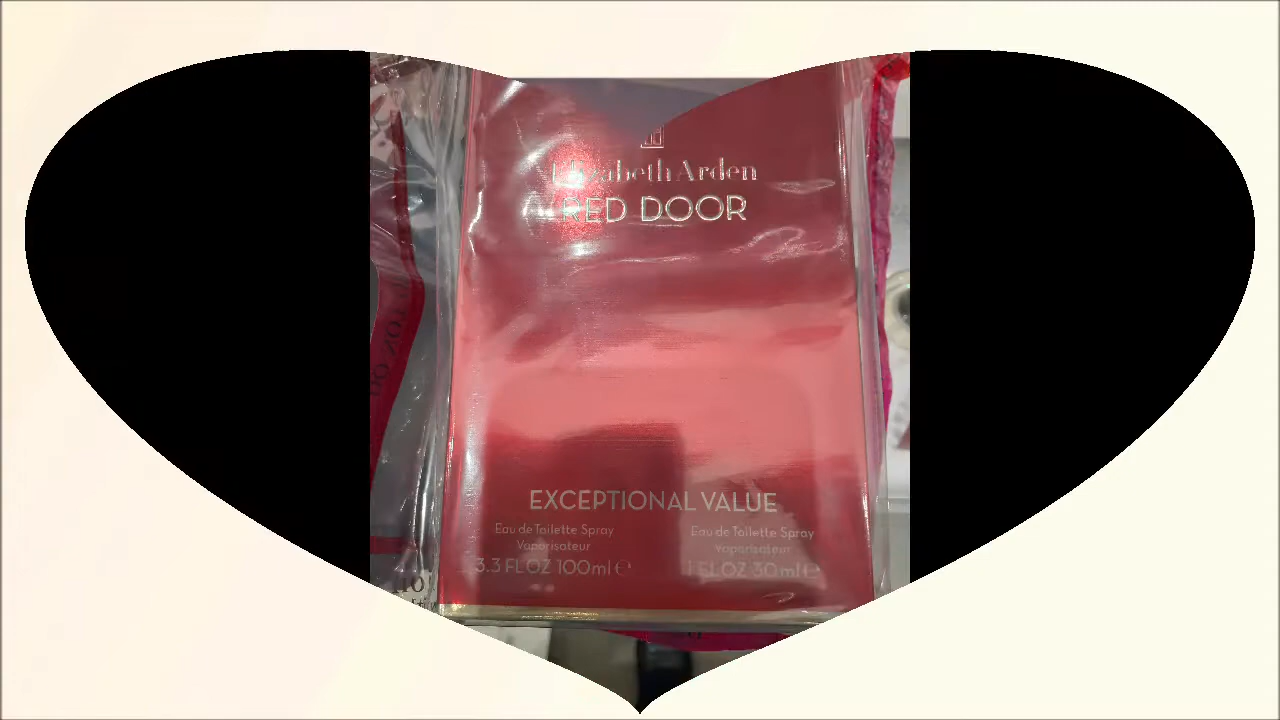 Elizabeth Arden
RED DOOR
EXCEPTIONAL VALUE
Eau de Toilette Spray
Vaporisateur
3.3 FL OZ 100ml ℮
Eau de Toilette Spray
Vaporisateur
1 FL OZ 30ml ℮